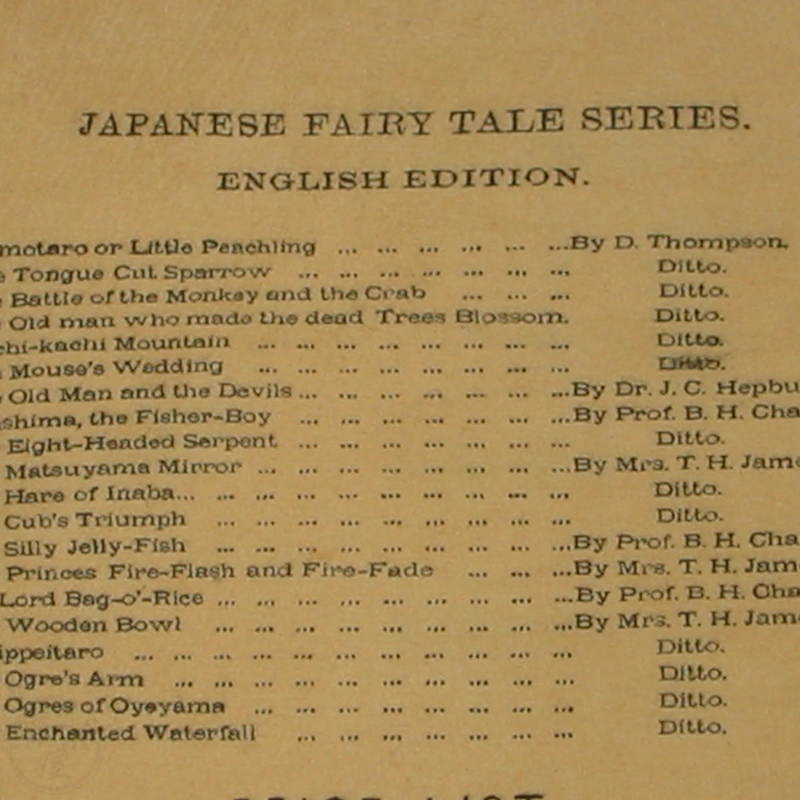 JAPANESE FAIRY TALE SERIES.
ENGLISH EDITION.
motaro or Little Peachling ... ... ... ... ... ...By D. Thompson.
e Tongue Cut Sparrow ... ... ... ... ... ... ... Ditto.
e Battle of the Monkey and the Crab ... ... ... Ditto.
Old man who made the dead Trees Blossom. Ditto.
chi-kachi Mountain ... ... ... ... ... ... ... ... Ditto.
Mouse's Wedding ... ... ... ... ... ... ... ... Ditto.
Old Man and the Devils... ... ... ... ... ... ...By Dr. J. C. Hepbu
shima, the Fisher-Boy ... ... ... ... ... ... ...By Prof. B. H. Cha
Eight-Headed Serpent ... ... ... ... ... ... ... Ditto.
Matsuyama Mirror ... ... ... ... ... ... ... ...By Mrs. T. H. Jame
Hare of Inaba... ... ... ... ... ... ... ... ... ... Ditto.
Cub's Triumph ... ... ... ... ... ... ... ... ... Ditto.
Silly Jelly-Fish ... ... ... ... ... ... ... ... ...By Prof. B. H. Cha
Princes Fire-Flash and Fire-Fade ... ... ...By Mrs. T. H. Jam
Lord Bag-o'-Rice ... ... ... ... ... ... ... ... ...By Prof. B. H. Cha
Wooden Bowl ... ... ... ... ... ... ... ... ...By Mrs. T. H. Jam
ippeitaro ... ... ... ... ... ... ... ... ... ... ... Ditto.
Ogre's Arm ... ... ... ... ... ... ... ... ... ... Ditto.
Ogres of Oyeyama ... ... ... ... ... ... ... ... Ditto.
Enchanted Waterfall ... ... ... ... ... ... ... Ditto.